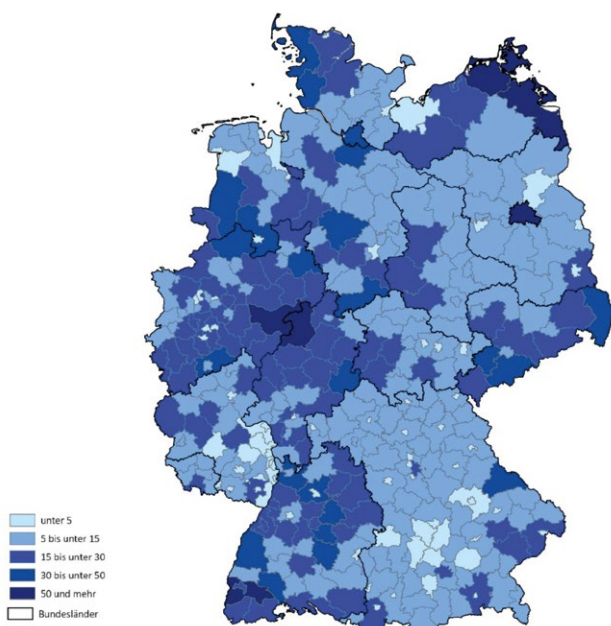 unter 5
5 bis unter 15
15 bis unter 30
30 bis unter 50
50 und mehr
Bundesländer